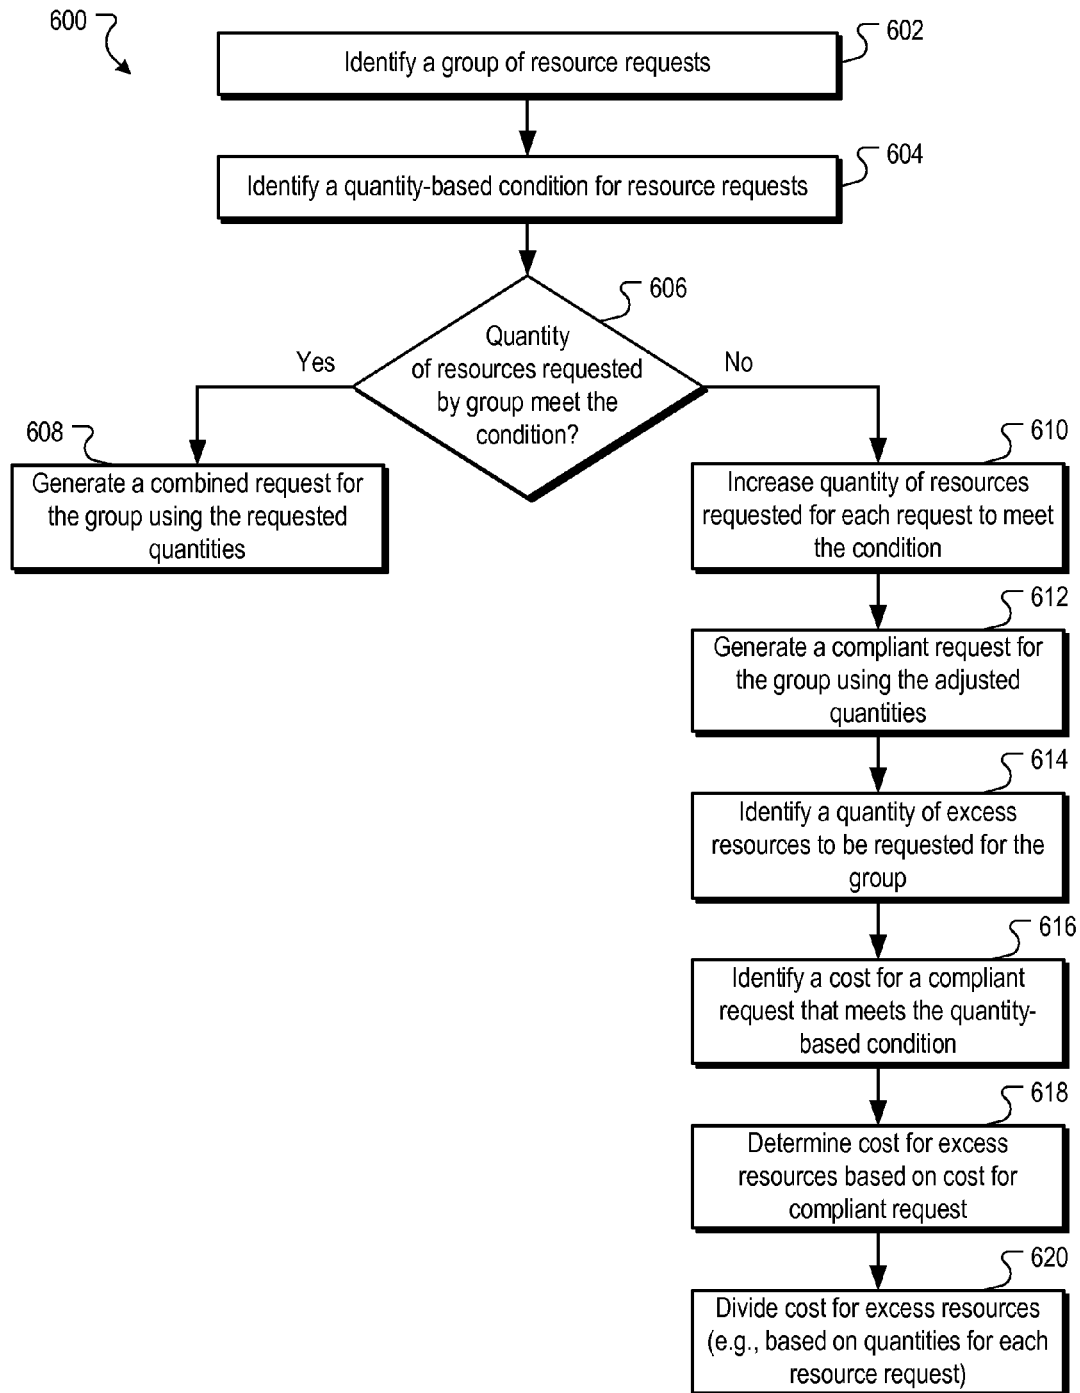 600
602
Identify a group of resource requests
604
Identify a quantity-based condition for resource requests
606
Quantity
of resources requested
by group meet the
condition?
Yes
No
608
Generate a combined request for
the group using the requested
quantities
610
Increase quantity of resources
requested for each request to meet
the condition
612
Generate a compliant request for
the group using the adjusted
quantities
614
Identify a quantity of excess
resources to be requested for the
group
616
Identify a cost for a compliant
request that meets the quantity-
based condition
618
Determine cost for excess
resources based on cost for
compliant request
620
Divide cost for excess resources
(e.g., based on quantities for each
resource request)